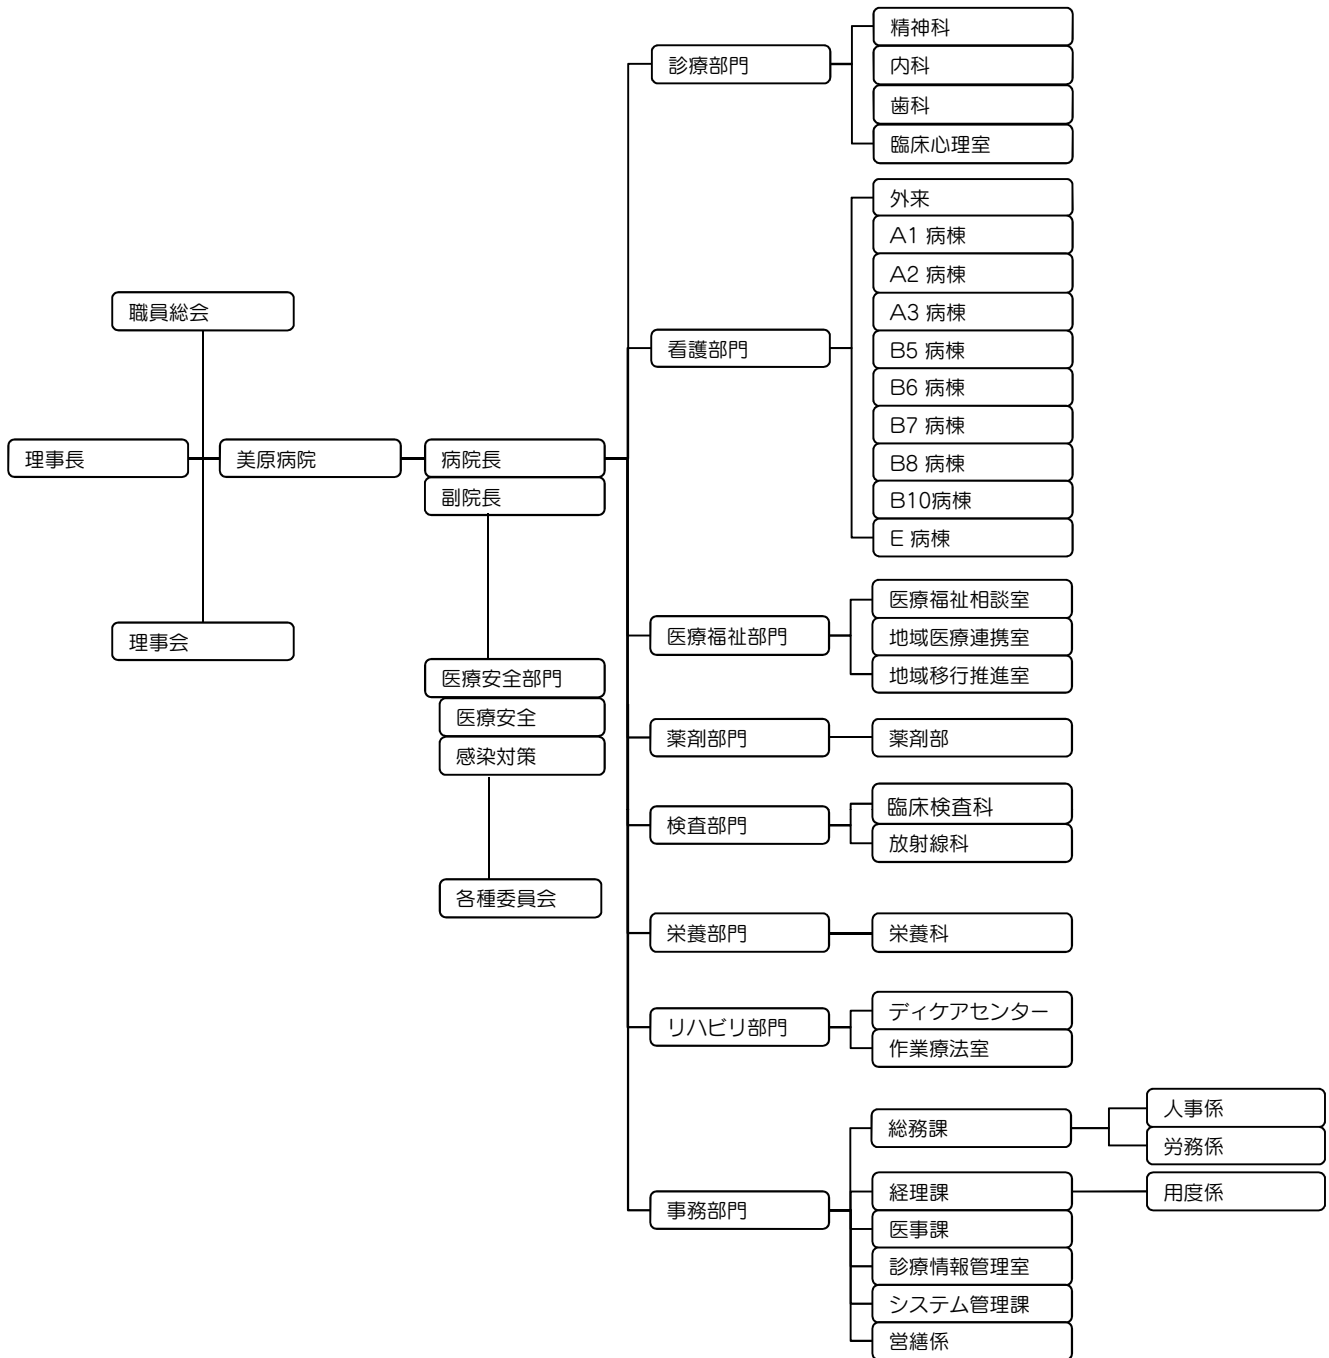 理事長
職員総会
理事会
美原病院
病院長
副院長
医療安全部門
医療安全
感染対策
各種委員会
診療部門
精神科
内科
歯科
臨床心理室
看護部門
外来
A1 病棟
A2 病棟
A3 病棟
B5 病棟
B6 病棟
B7 病棟
B8 病棟
B10病棟
E 病棟
医療福祉部門
医療福祉相談室
地域医療連携室
地域移行推進室
薬剤部門
薬剤部
検査部門
臨床検査科
放射線科
栄養部門
栄養科
リハビリ部門
ディケアセンター
作業療法室
事務部門
総務課
人事係
労務係
経理課
用度係
医事課
診療情報管理室
システム管理課
営繕係